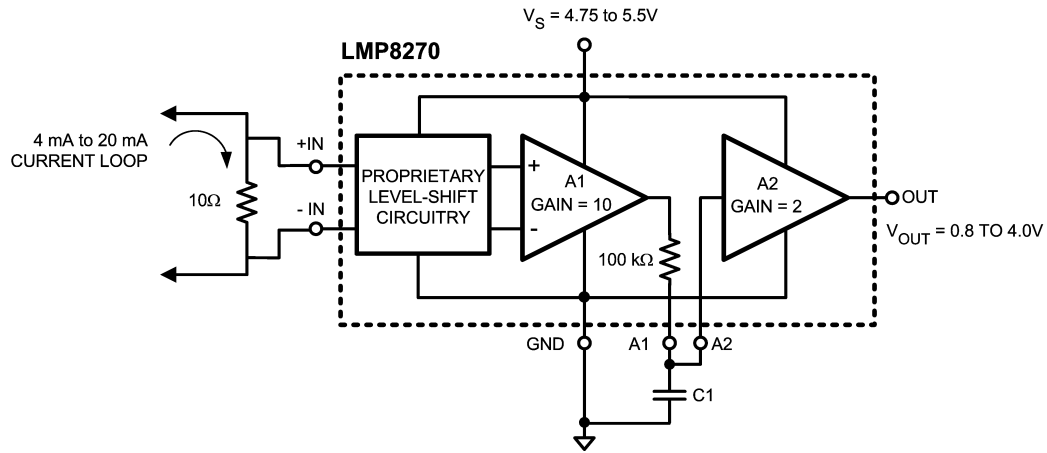 V_S = 4.75 to 5.5V
LMP8270
4 mA to 20 mA
CURRENT LOOP
+IN
10Ω
- IN
PROPRIETARY
LEVEL-SHIFT
CIRCUITRY
+
-
A1
GAIN = 10
A2
GAIN = 2
OUT
V_OUT = 0.8 TO 4.0V
100 kΩ
GND
A1
A2
C1